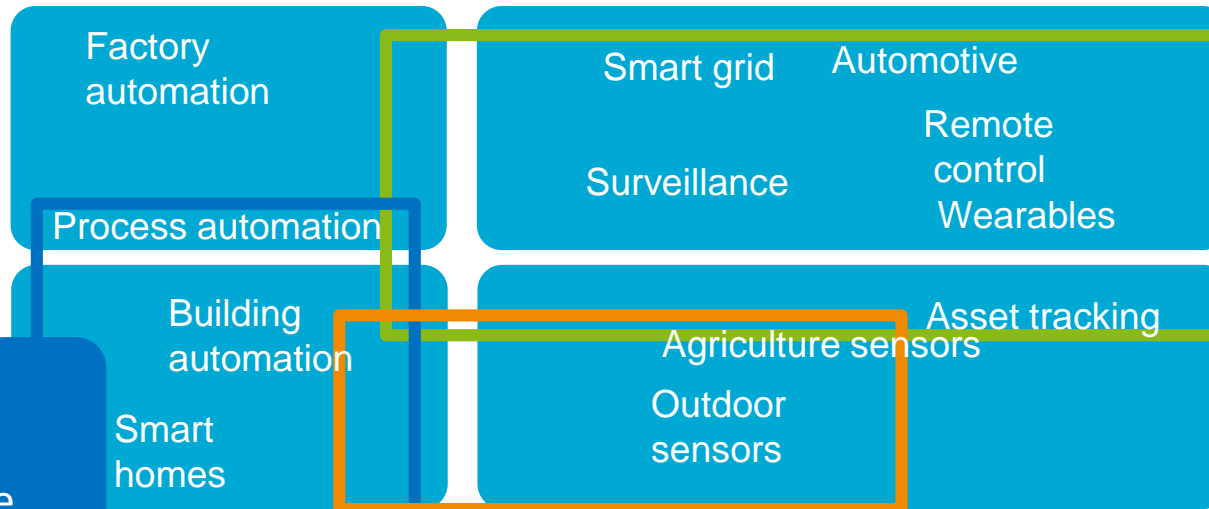 Factory
automation
Smart grid
Automotive
Remote
control
Surveillance
Wearables
Process automation
Building
automation
Asset tracking
Agriculture sensors
Outdoor
sensors
Smart
homes